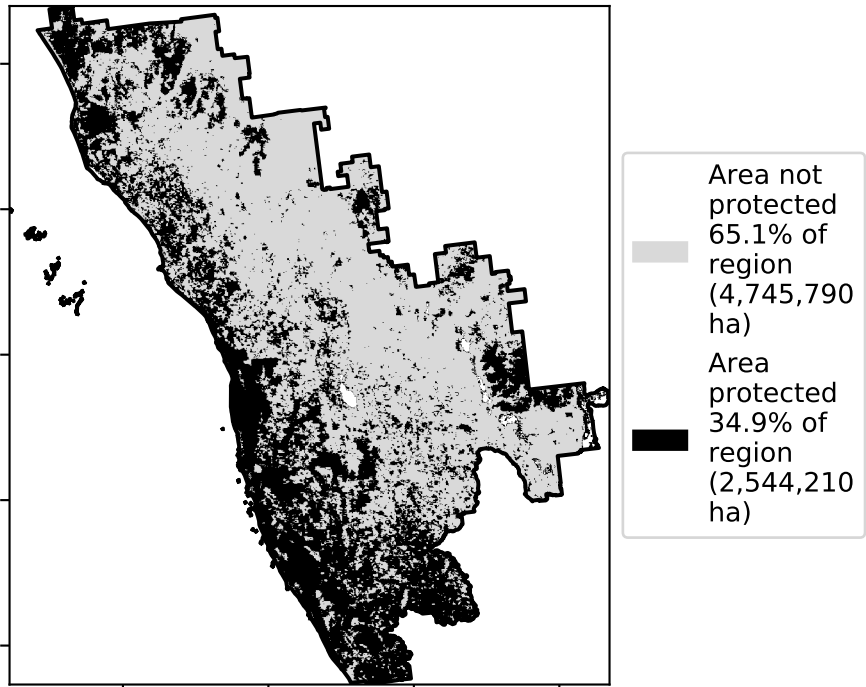 Area not
protected
65.1% of
region
(4,745,790
ha)
Area
protected
34.9% of
region
(2,544,210
ha)